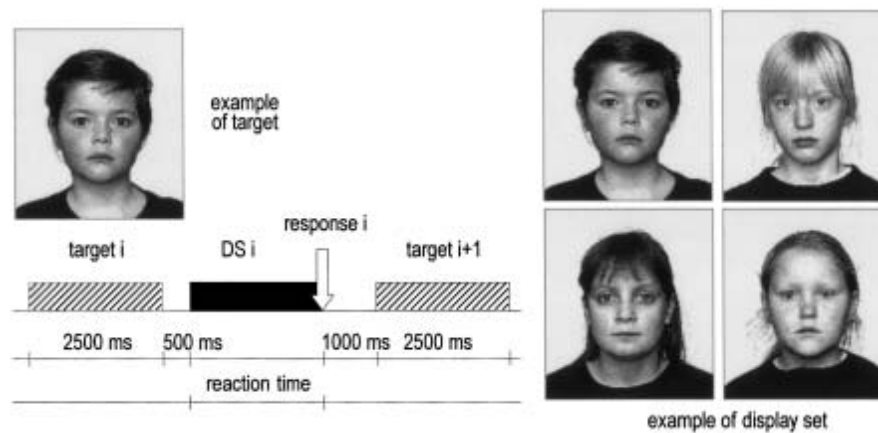 example
of target
response i
target i
DS i
target i+1
2500 ms
500 ms
1000 ms
2500 ms
reaction time
example of display set